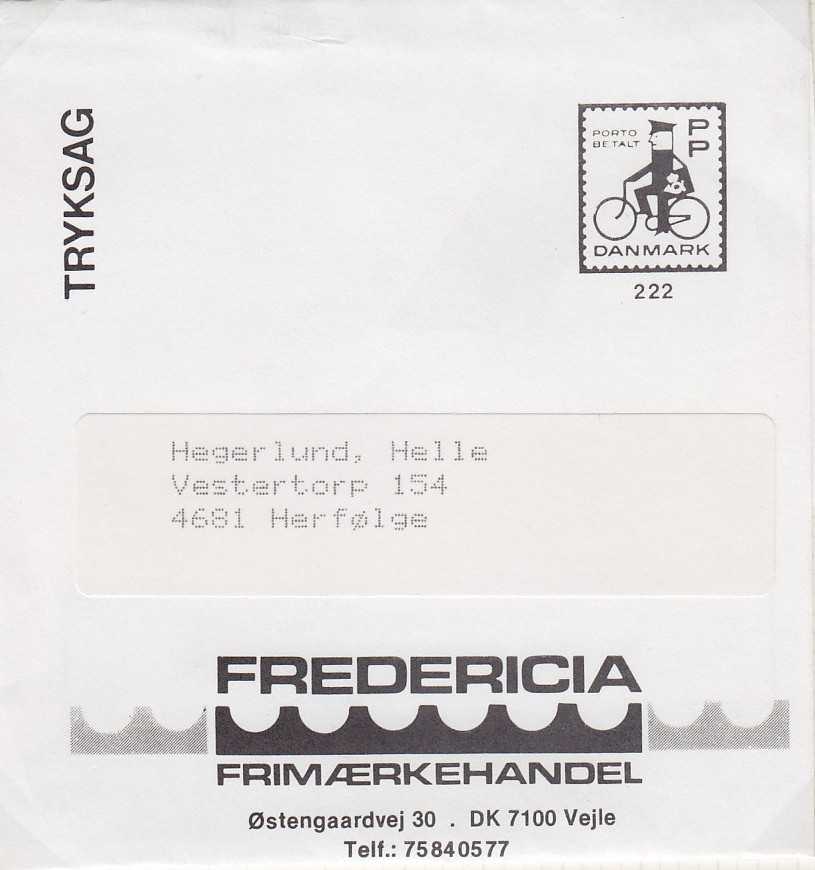 TRYKSAG
PORTO PP
BETALT
DANMARK
222
Hegerlund, Helle
Vestertorp 154
4681 Herfølge
FREDERICIA
FRIMÆRKEHANDEL
Østengaardvej 30 . DK 7100 Vejle
Telf.: 75840577